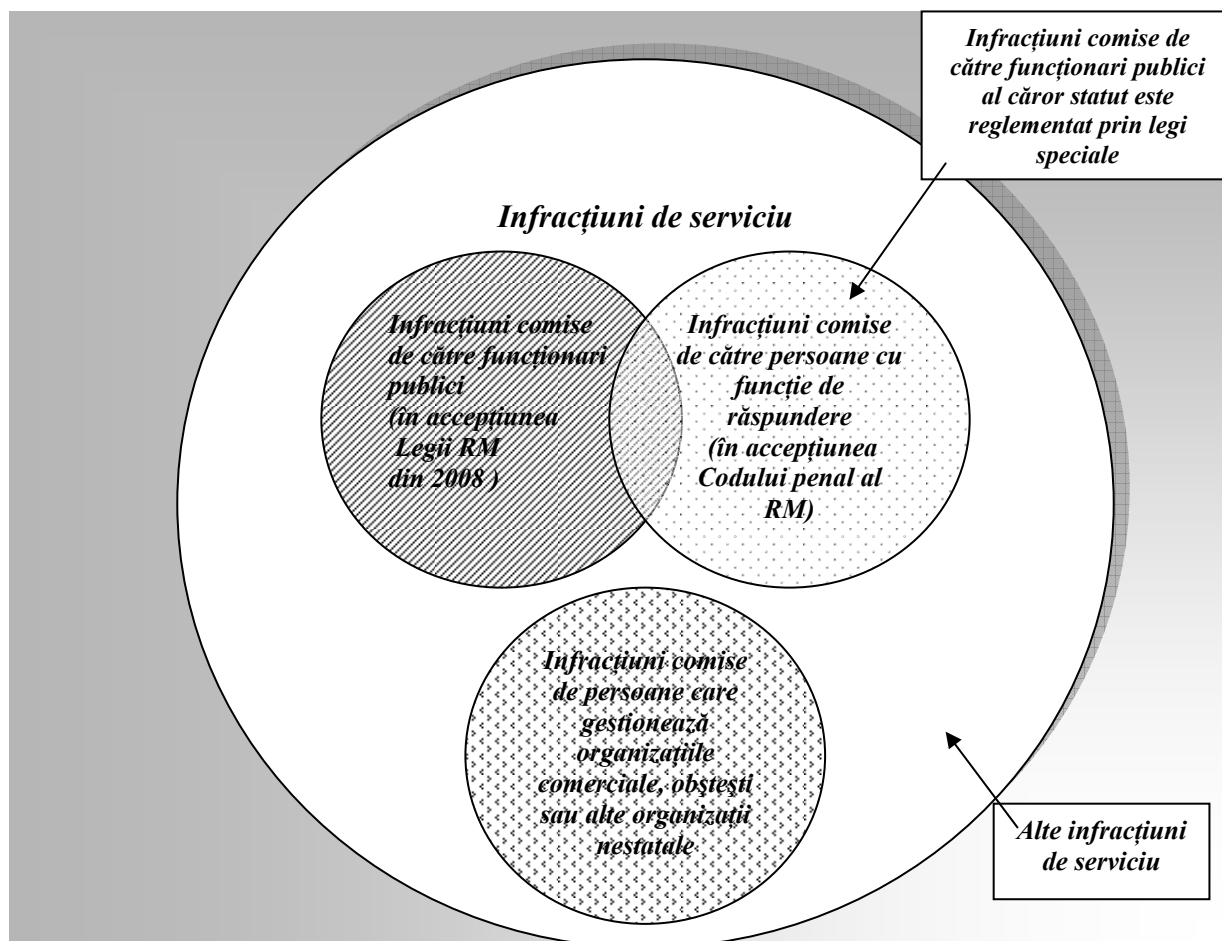 Infracțiuni comise de
către funcționari publici
al căror statut este
reglementat prin legi
speciale
Infracțiuni de serviciu
Infracțiuni comise
de către funcționari
publici
(în accepțiunea
Legii RM
din 2008 )
Infracțiuni comise
de către persoane cu
funcție de
răspundere
(în accepțiunea
Codului penal al
RM)
Infracțiuni comise
de persoane care
gestionează
organizațiile
comerciale, obștești
sau alte organizații
nestatale
Alte infracțiuni
de serviciu